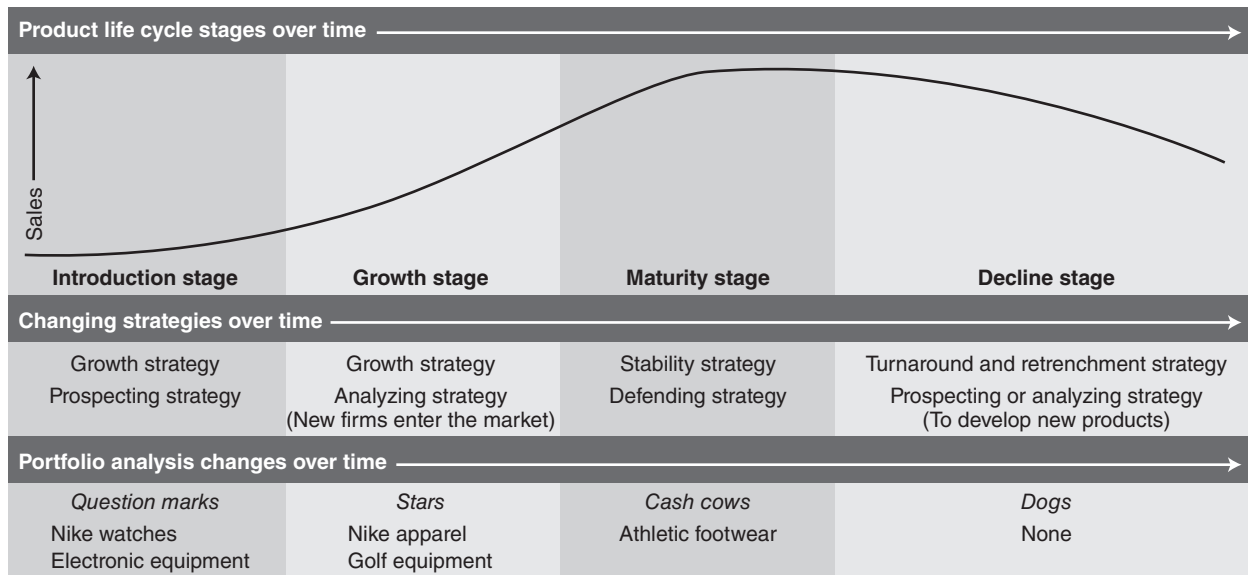 Product life cycle stages over time
Sales
Introduction stage
Growth stage
Maturity stage
Decline stage
Changing strategies over time
Growth strategy
Prospecting strategy
Growth strategy
Analyzing strategy
(New firms enter the market)
Stability strategy
Defending strategy
Turnaround and retrenchment strategy
Prospecting or analyzing strategy
(To develop new products)
Portfolio analysis changes over time
Question marks
Nike watches
Electronic equipment
Stars
Nike apparel
Golf equipment
Cash cows
Athletic footwear
Dogs
None